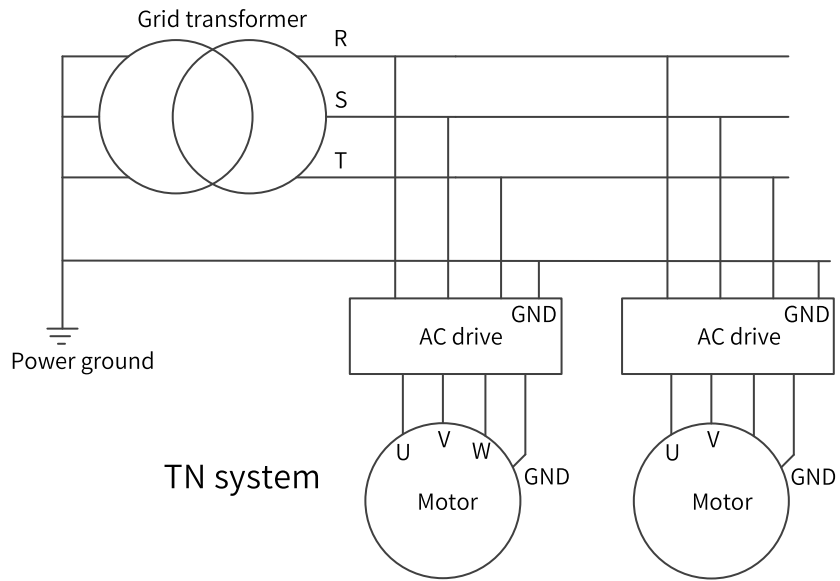 Grid transformer
R
S
T
GND
GND
AC drive
AC drive
Power ground
U
V
W
U
V
TN system
GND
GND
Motor
Motor